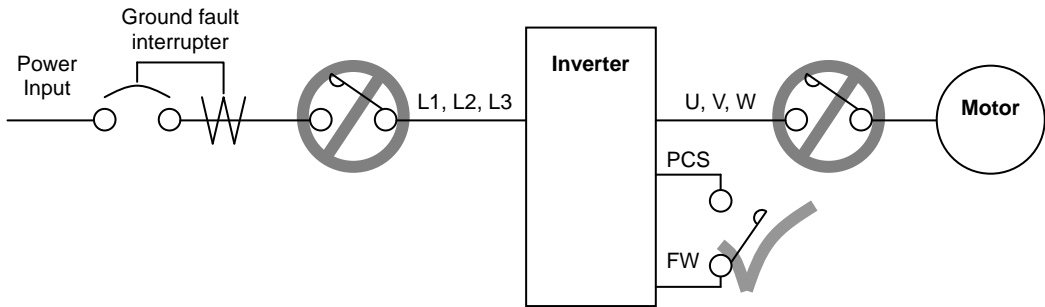 Ground fault
interrupter
Power
Input
L1, L2, L3
Inverter
U, V, W
Motor
PCS
FW